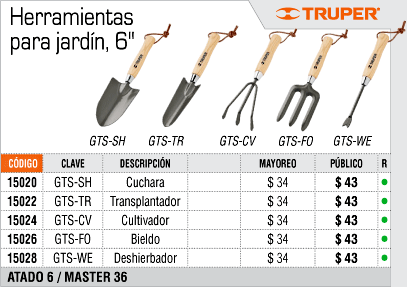 Herramientas
para jardín, 6"
TRUPER®
GTS-SH GTS-TR GTS-CV GTS-FO GTS-WE
CÓDIGO CLAVE DESCRIPCIÓN MAYOREO PÚBLICO R
15020 GTS-SH Cuchara $ 34 $ 43
15022 GTS-TR Transplantador $ 34 $ 43
15024 GTS-CV Cultivador $ 34 $ 43
15026 GTS-FO Bieldo $ 34 $ 43
15028 GTS-WE Deshierbador $ 34 $ 43
ATADO 6 / MASTER 36